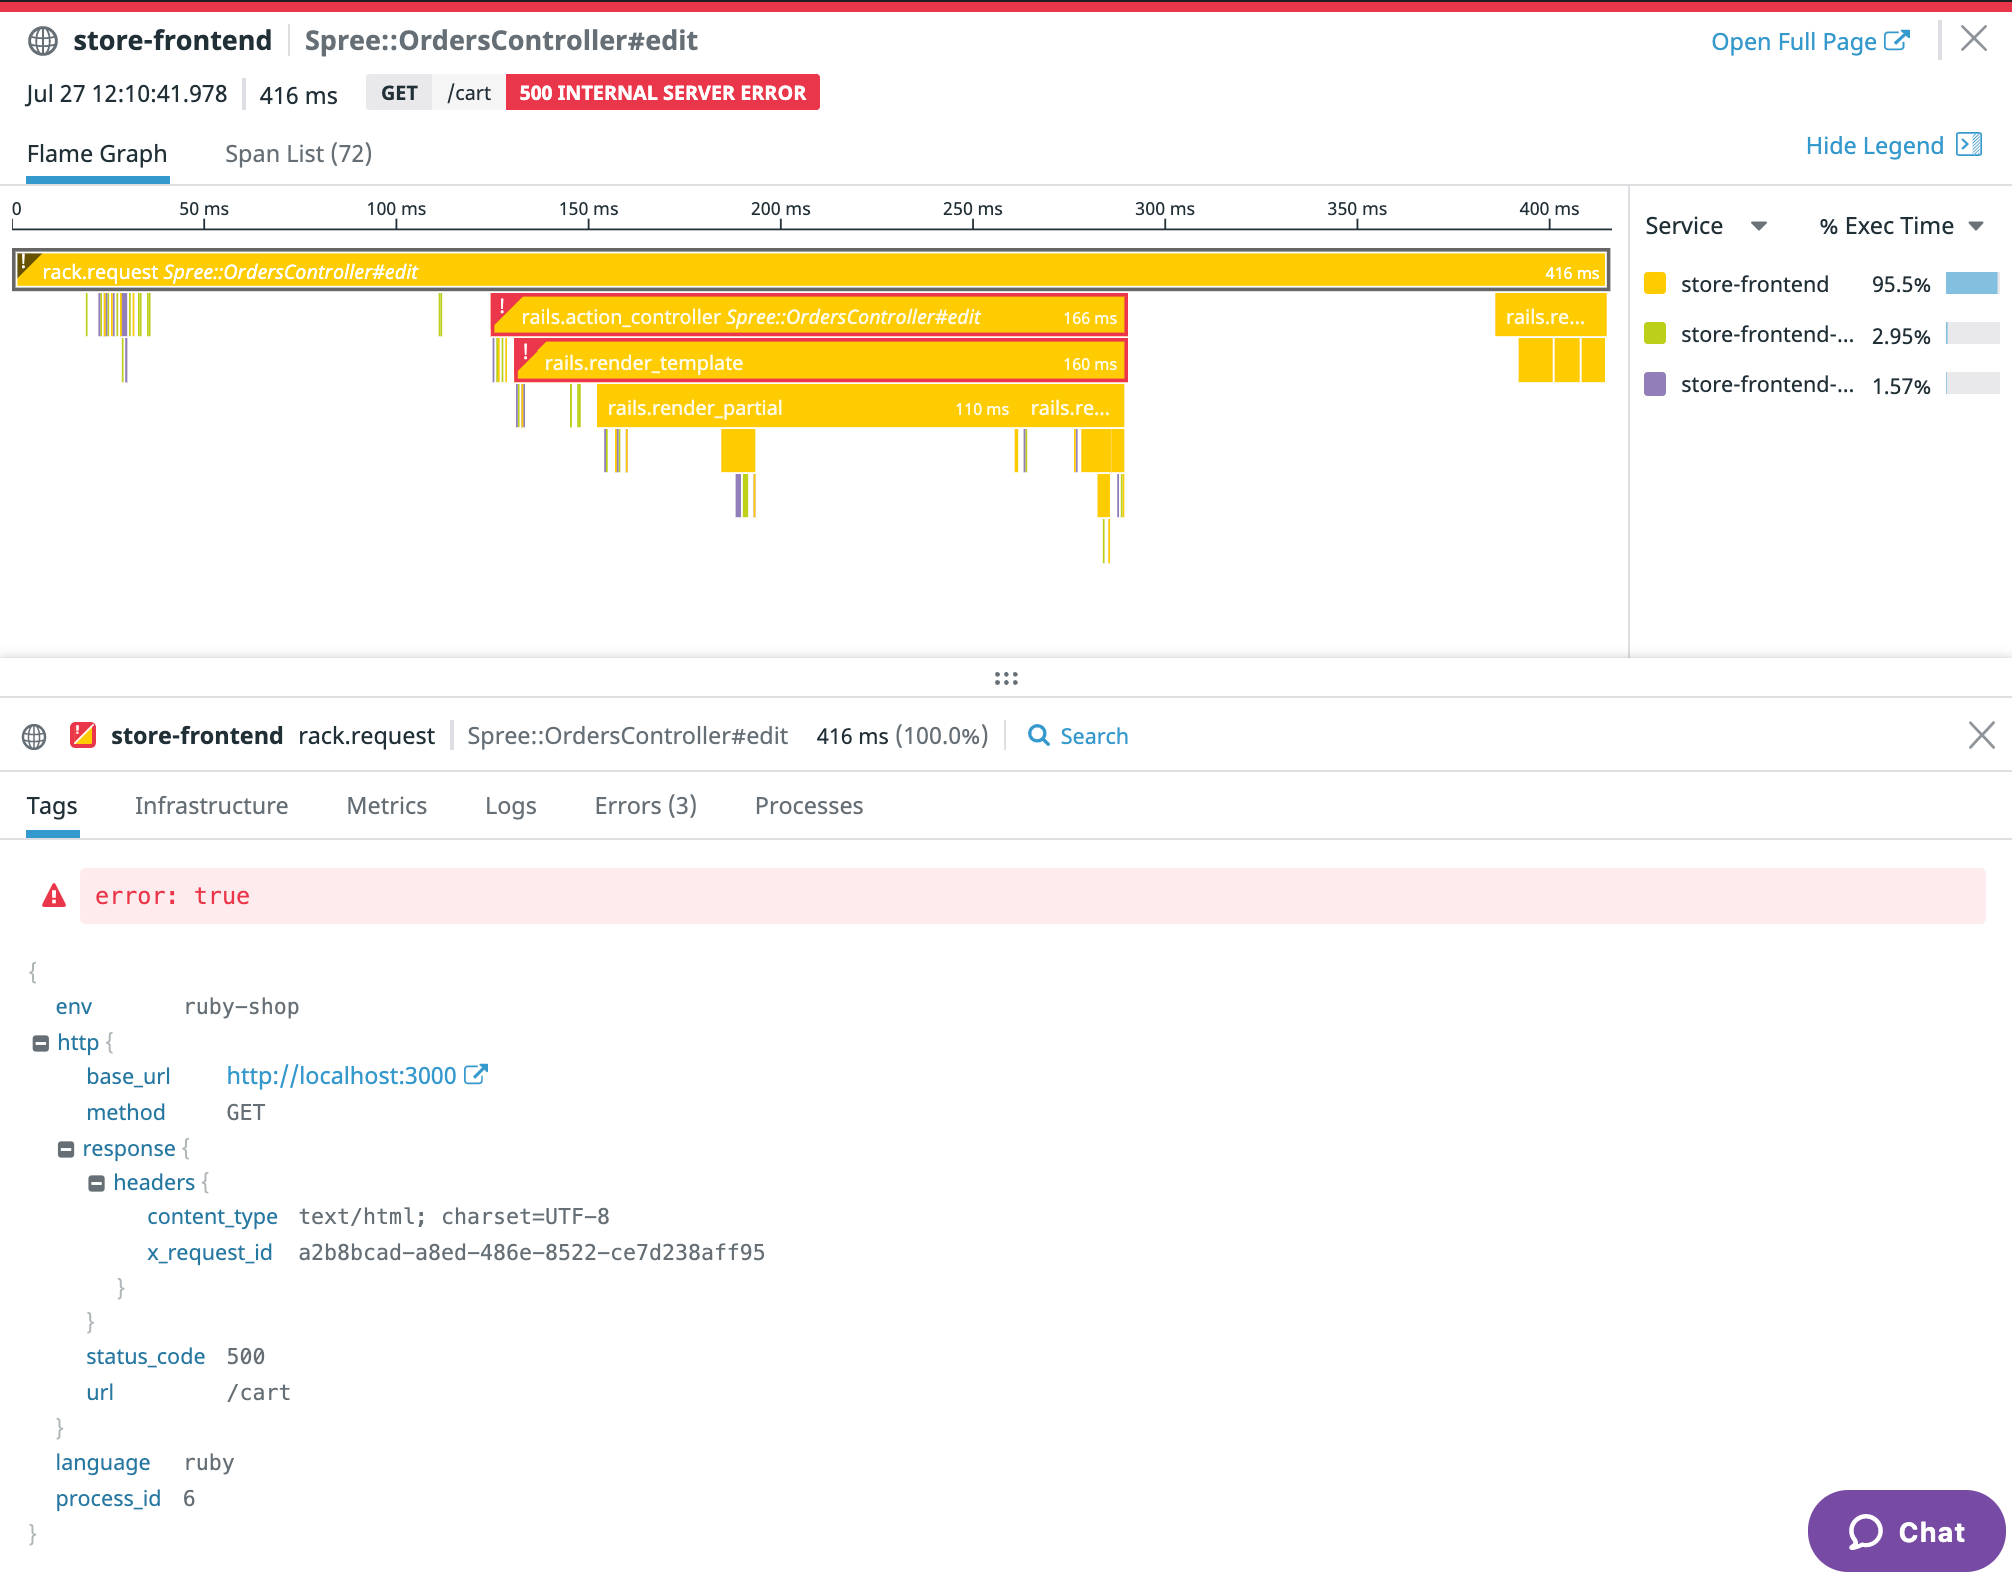 store-frontend Spree::OrdersController#edit Open Full Page
Jul 27 12:10:41.978 416 ms GET /cart 500 INTERNAL SERVER ERROR
Flame Graph Span List (72) Hide Legend
0 50 ms 100 ms 150 ms 200 ms 250 ms 300 ms 350 ms 400 ms
Service % Exec Time
! rack.request Spree::OrdersController#edit 416 ms
store-frontend 95.5%
! rails.action_controller Spree::OrdersController#edit 166 ms rails.re...
store-frontend-... 2.95%
! rails.render_template 160 ms
store-frontend-... 1.57%
rails.render_partial 110 ms rails.re...
! store-frontend rack.request Spree::OrdersController#edit 416 ms (100.0%) Search
Tags Infrastructure Metrics Logs Errors (3) Processes
! error: true
{
env ruby-shop
http {
base_url http://localhost:3000
method GET
response {
headers {
content_type text/html; charset=UTF-8
x_request_id a2b8bcad-a8ed-486e-8522-ce7d238aff95
}
}
status_code 500
url /cart
}
language ruby
process_id 6
}
Chat